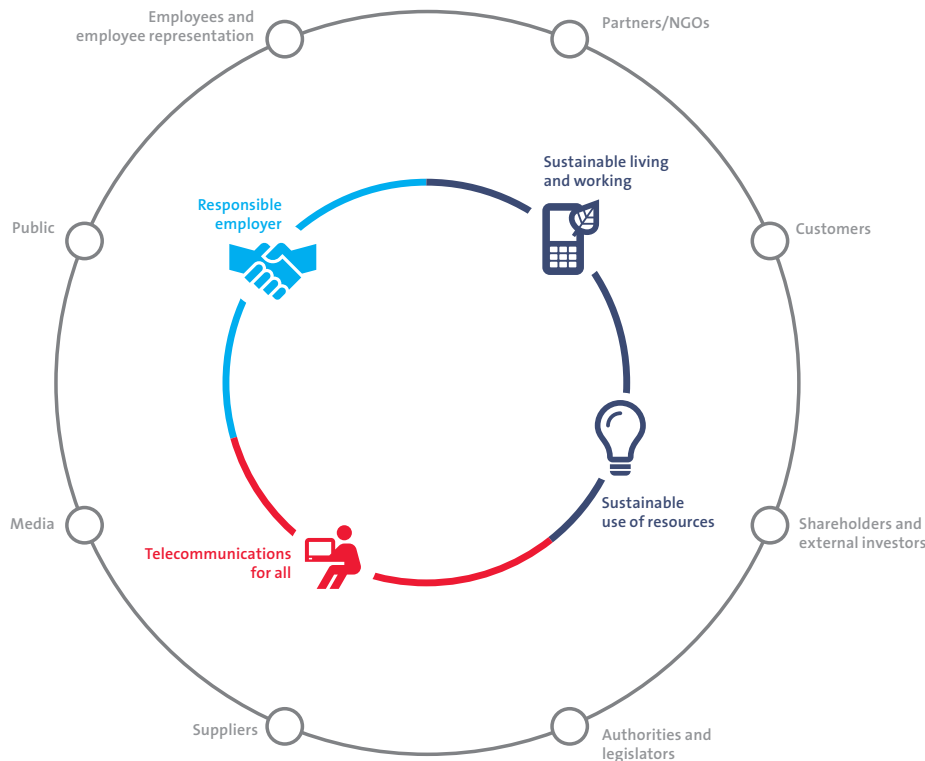 Employees and
employee representation
Partners/NGOs
Sustainable living
and working
Responsible
employer
Public
Customers
Sustainable
use of resources
Media
Shareholders and
external investors
Telecommunications
for all
Suppliers
Authorities and
legislators